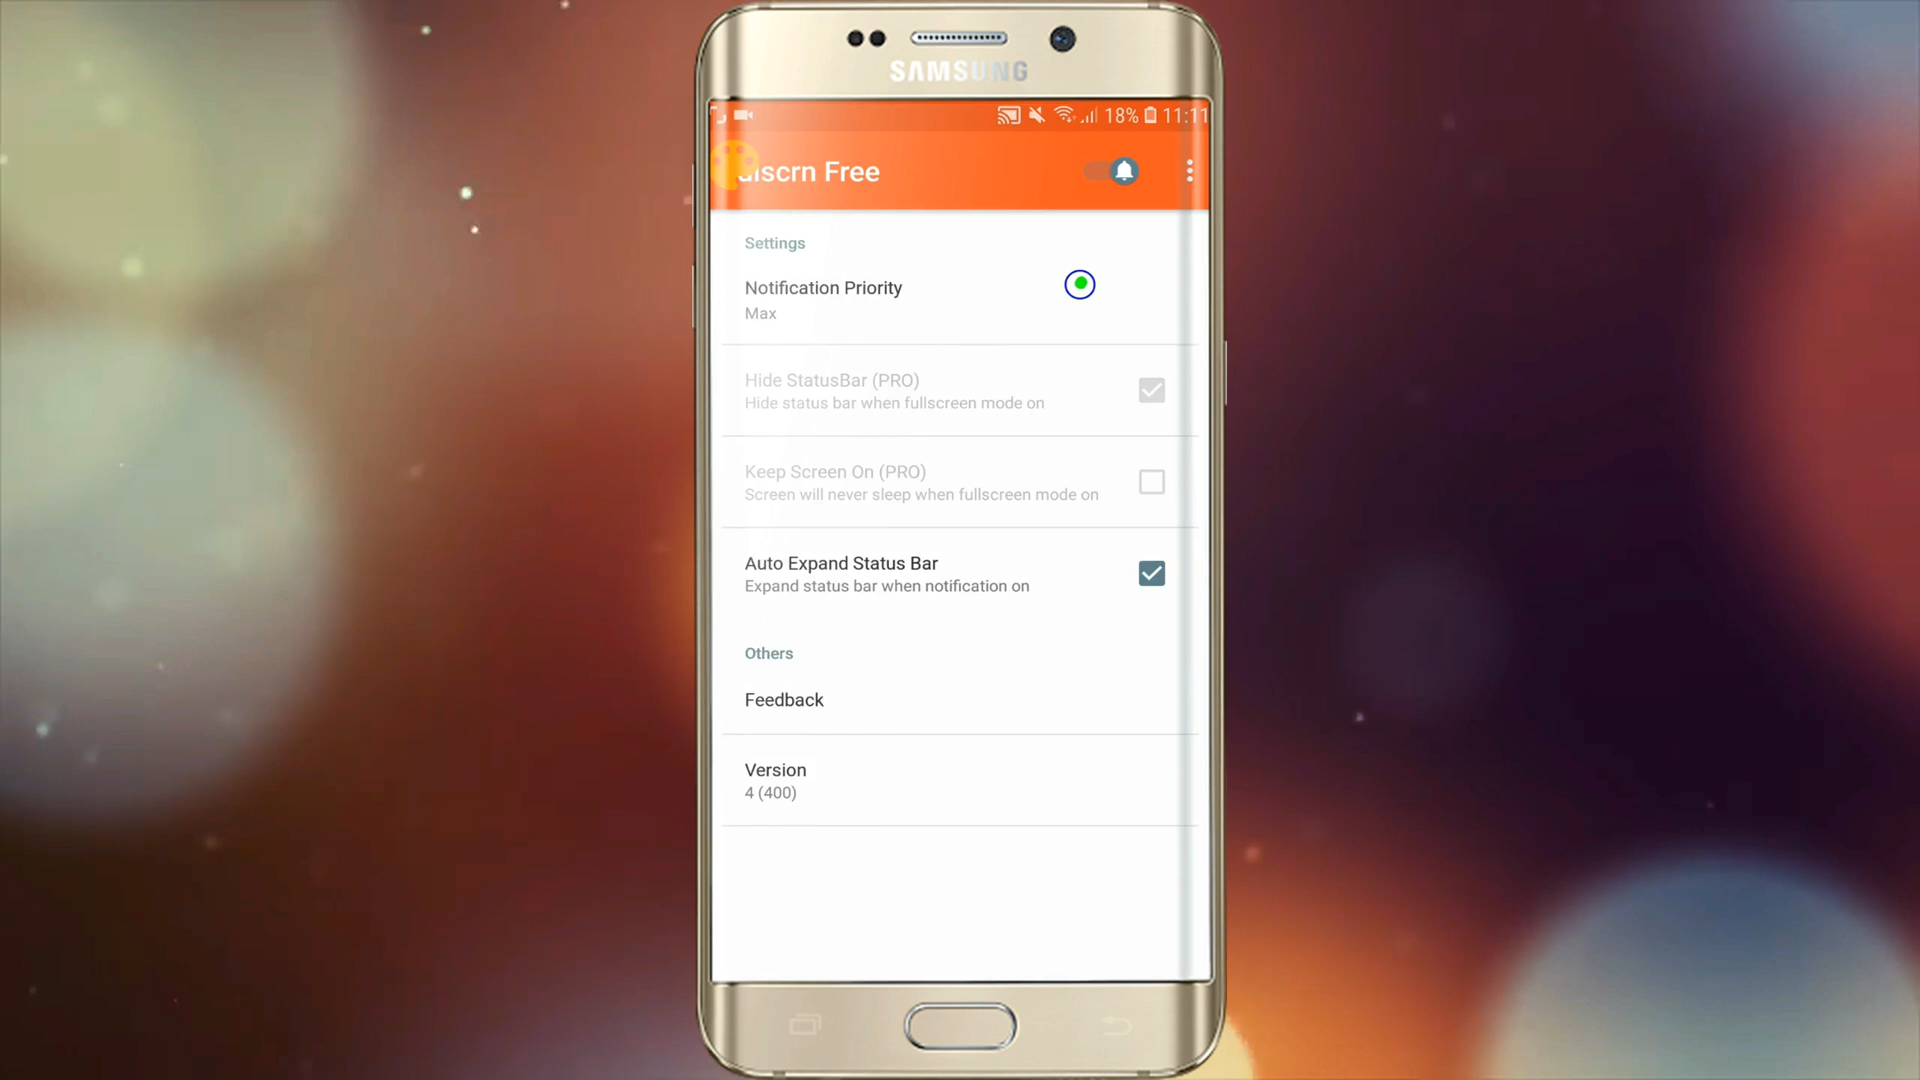 SAMSUNG
18% 11:11
ulscrn Free
Settings
Notification Priority
Max
Hide StatusBar (PRO)
Hide status bar when fullscreen mode on
Keep Screen On (PRO)
Screen will never sleep when fullscreen mode on
Auto Expand Status Bar
Expand status bar when notification on
Others
Feedback
Version
4 (400)